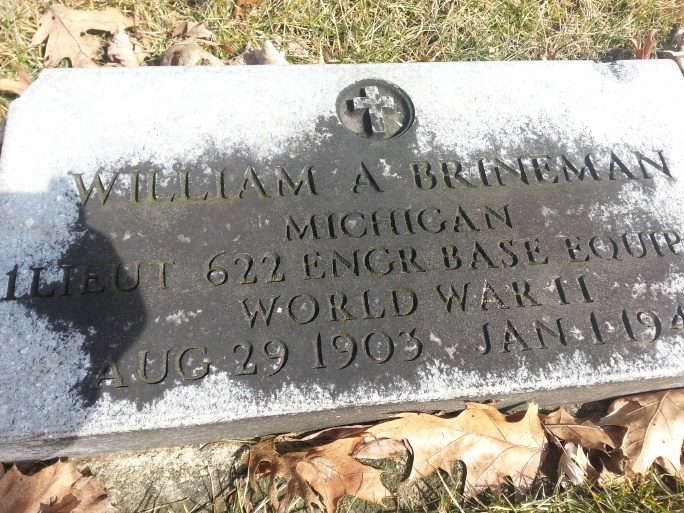 WILLIAM A BRINEMAN
MICHIGAN
1 LIEUT 622 ENGR BASE EQUIP
WORLD WAR II
AUG 29 1903 JAN 1 194